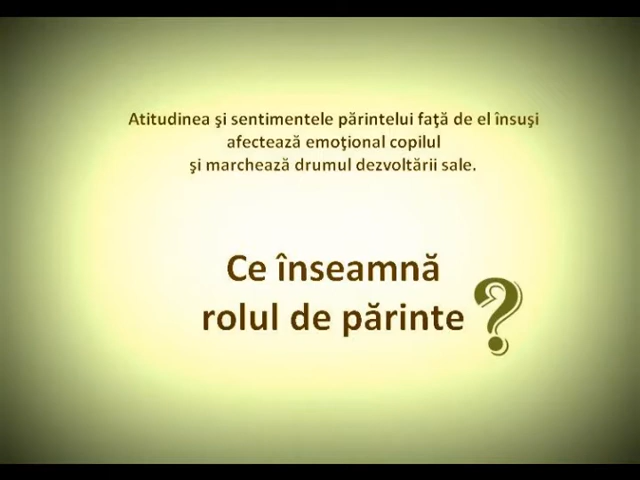 Atitudinea şi sentimentele părintelui faţă de el însuşi
afectează emoţional copilul
şi marchează drumul dezvoltării sale.
Ce înseamnă
rolul de părinte ?